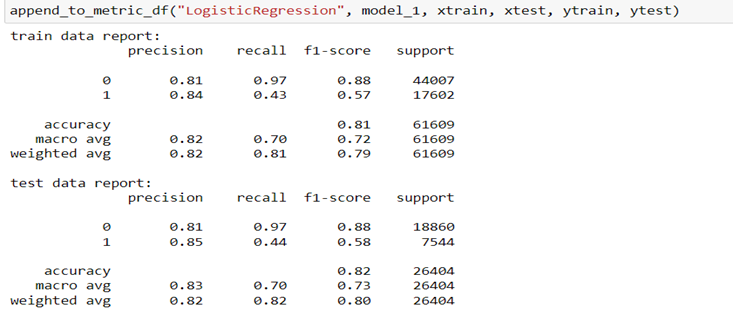 append_to_metric_df("LogisticRegression", model_1, xtrain, xtest, ytrain, ytest)
train data report:
precision recall f1-score support
0 0.81 0.97 0.88 44007
1 0.84 0.43 0.57 17602
accuracy 0.81 61609
macro avg 0.82 0.70 0.72 61609
weighted avg 0.82 0.81 0.79 61609
test data report:
precision recall f1-score support
0 0.81 0.97 0.88 18860
1 0.85 0.44 0.58 7544
accuracy 0.82 26404
macro avg 0.83 0.70 0.73 26404
weighted avg 0.82 0.82 0.80 26404